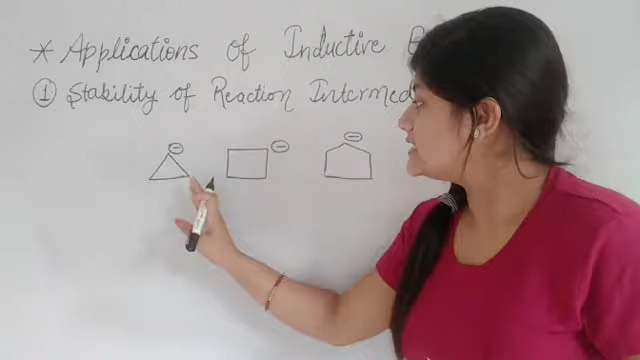 * Applications of Inductive
① Stability of Reaction Intermed
⊖ ⊖ ⊖